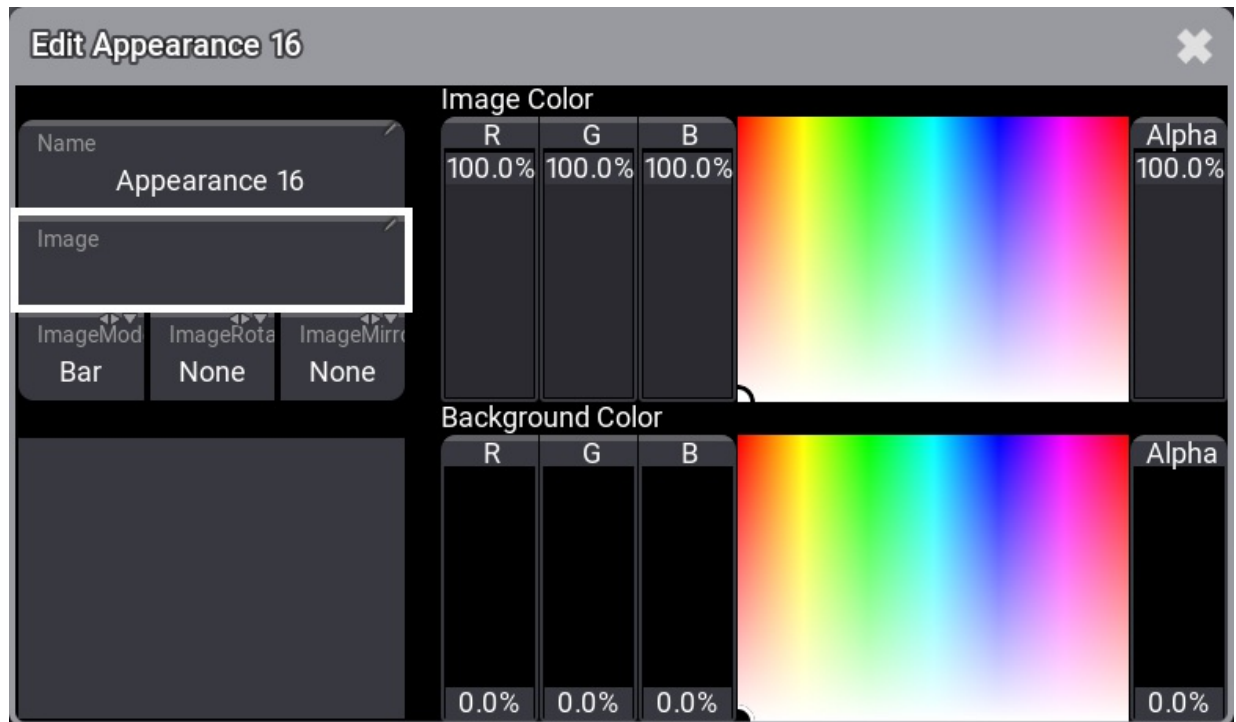 Edit Appearance 16
Name
Appearance 16
Image
ImageMod
ImageRota
ImageMirro
Bar
None
None
Image Color
R G B Alpha
100.0% 100.0% 100.0% 100.0%
Background Color
R G B Alpha
0.0% 0.0% 0.0% 0.0%